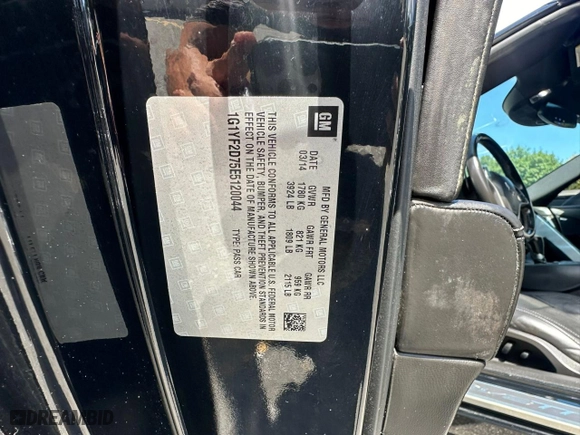 GM
MFD BY GENERAL MOTORS LLC
DATE GVWR GAWR FRT GAWR RR
03/14 1780 KG 821 KG 959 KG
3924 LB 1809 LB 2115 LB
THIS VEHICLE CONFORMS TO ALL APPLICABLE U.S. FEDERAL MOTOR
VEHICLE SAFETY, BUMPER, AND THEFT PREVENTION STANDARDS IN
EFFECT ON THE DATE OF MANUFACTURE SHOWN ABOVE.
1G1YF2D75E5120044 TYPE: PASS CAR
DREAMBID